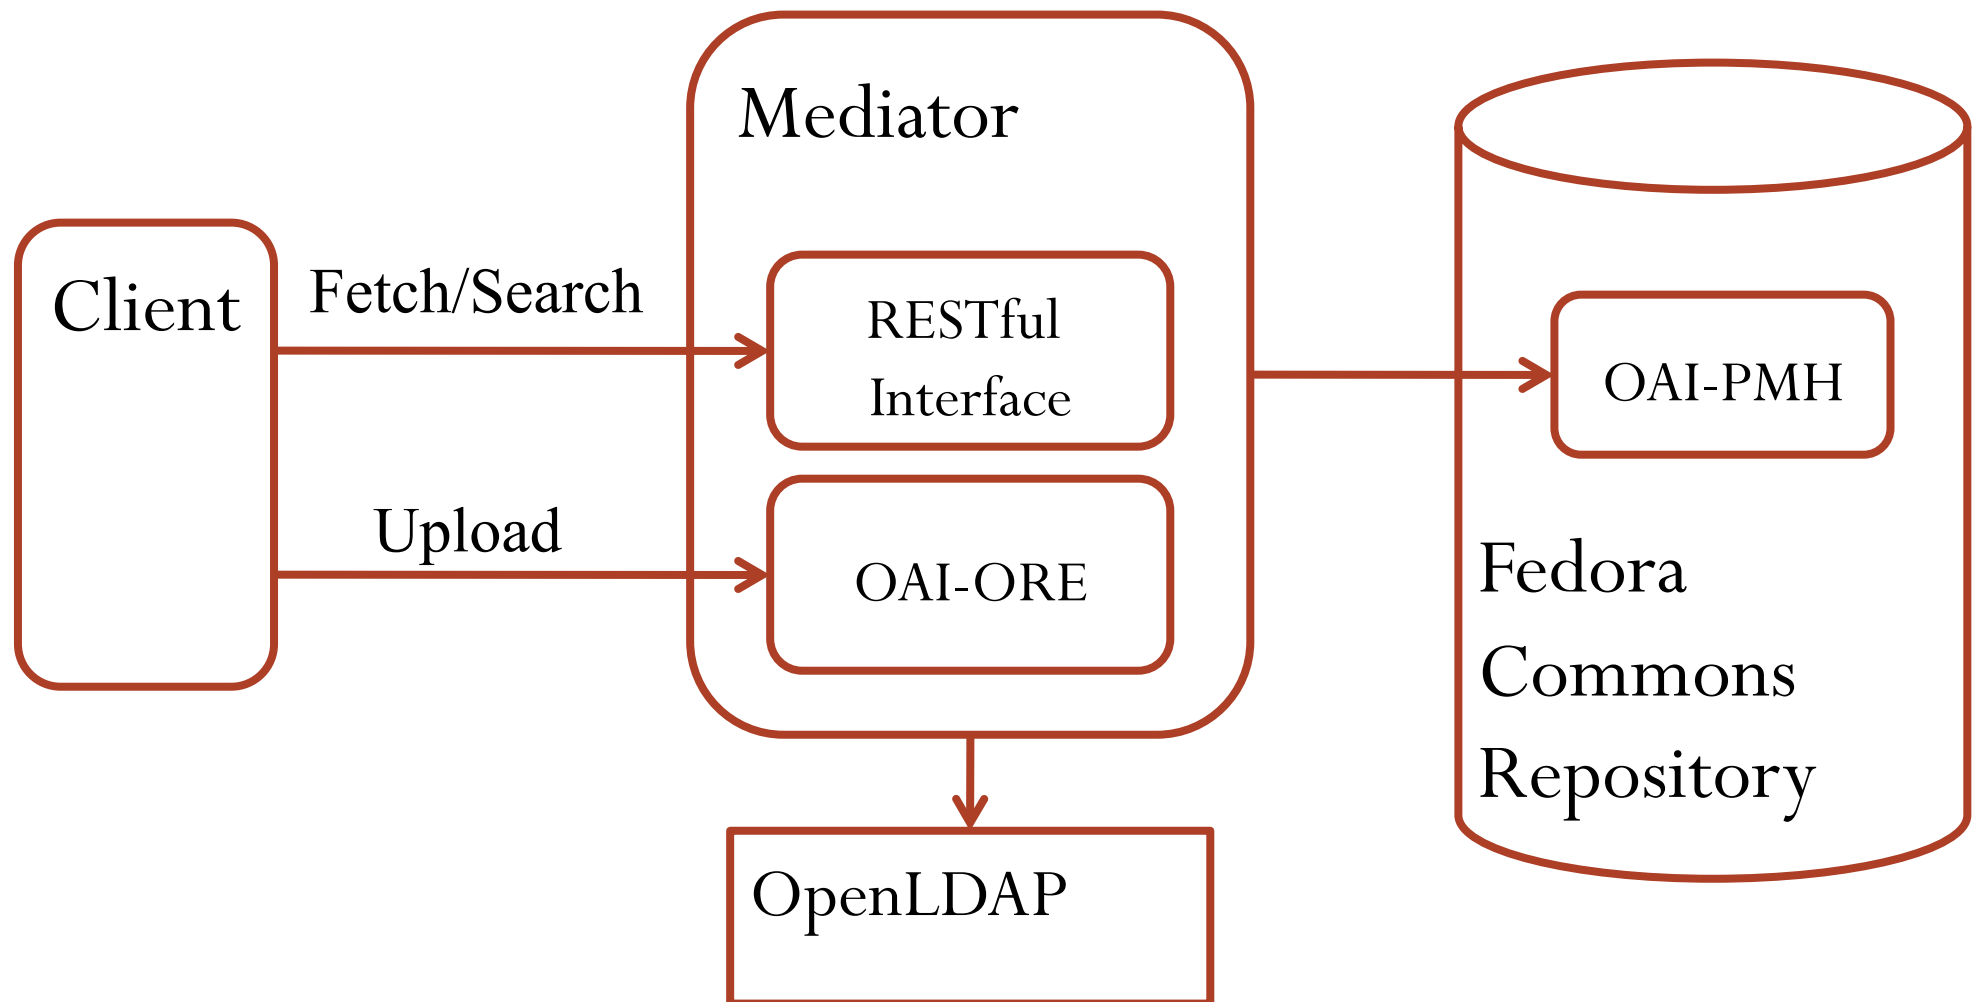 Mediator
Client
Fetch/Search
RESTful
Interface
OAI-PMH
Upload
OAI-ORE
Fedora
Commons
Repository
OpenLDAP